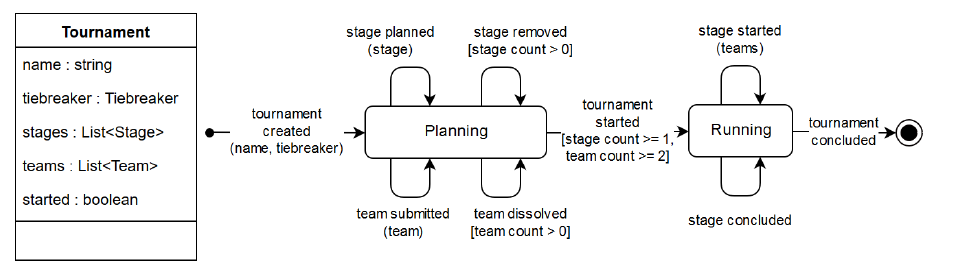 Tournament
name : string
tiebreaker : Tiebreaker
stages : List<Stage>
teams : List<Team>
started : boolean
tournament
created
(name, tiebreaker)
stage planned
(stage)
stage removed
[stage count > 0]
Planning
team submitted
(team)
team dissolved
[team count > 0]
tournament
started
[stage count >= 1,
team count >= 2]
stage started
(teams)
Running
stage concluded
tournament
concluded